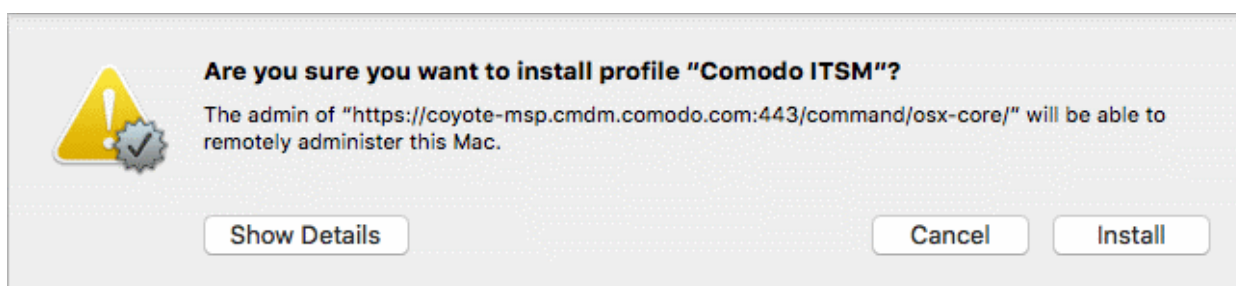 Are you sure you want to install profile "Comodo ITSM"?
The admin of "https://coyote-msp.cmdm.comodo.com:443/command/osx-core/" will be able to
remotely administer this Mac.
Show Details
Cancel
Install